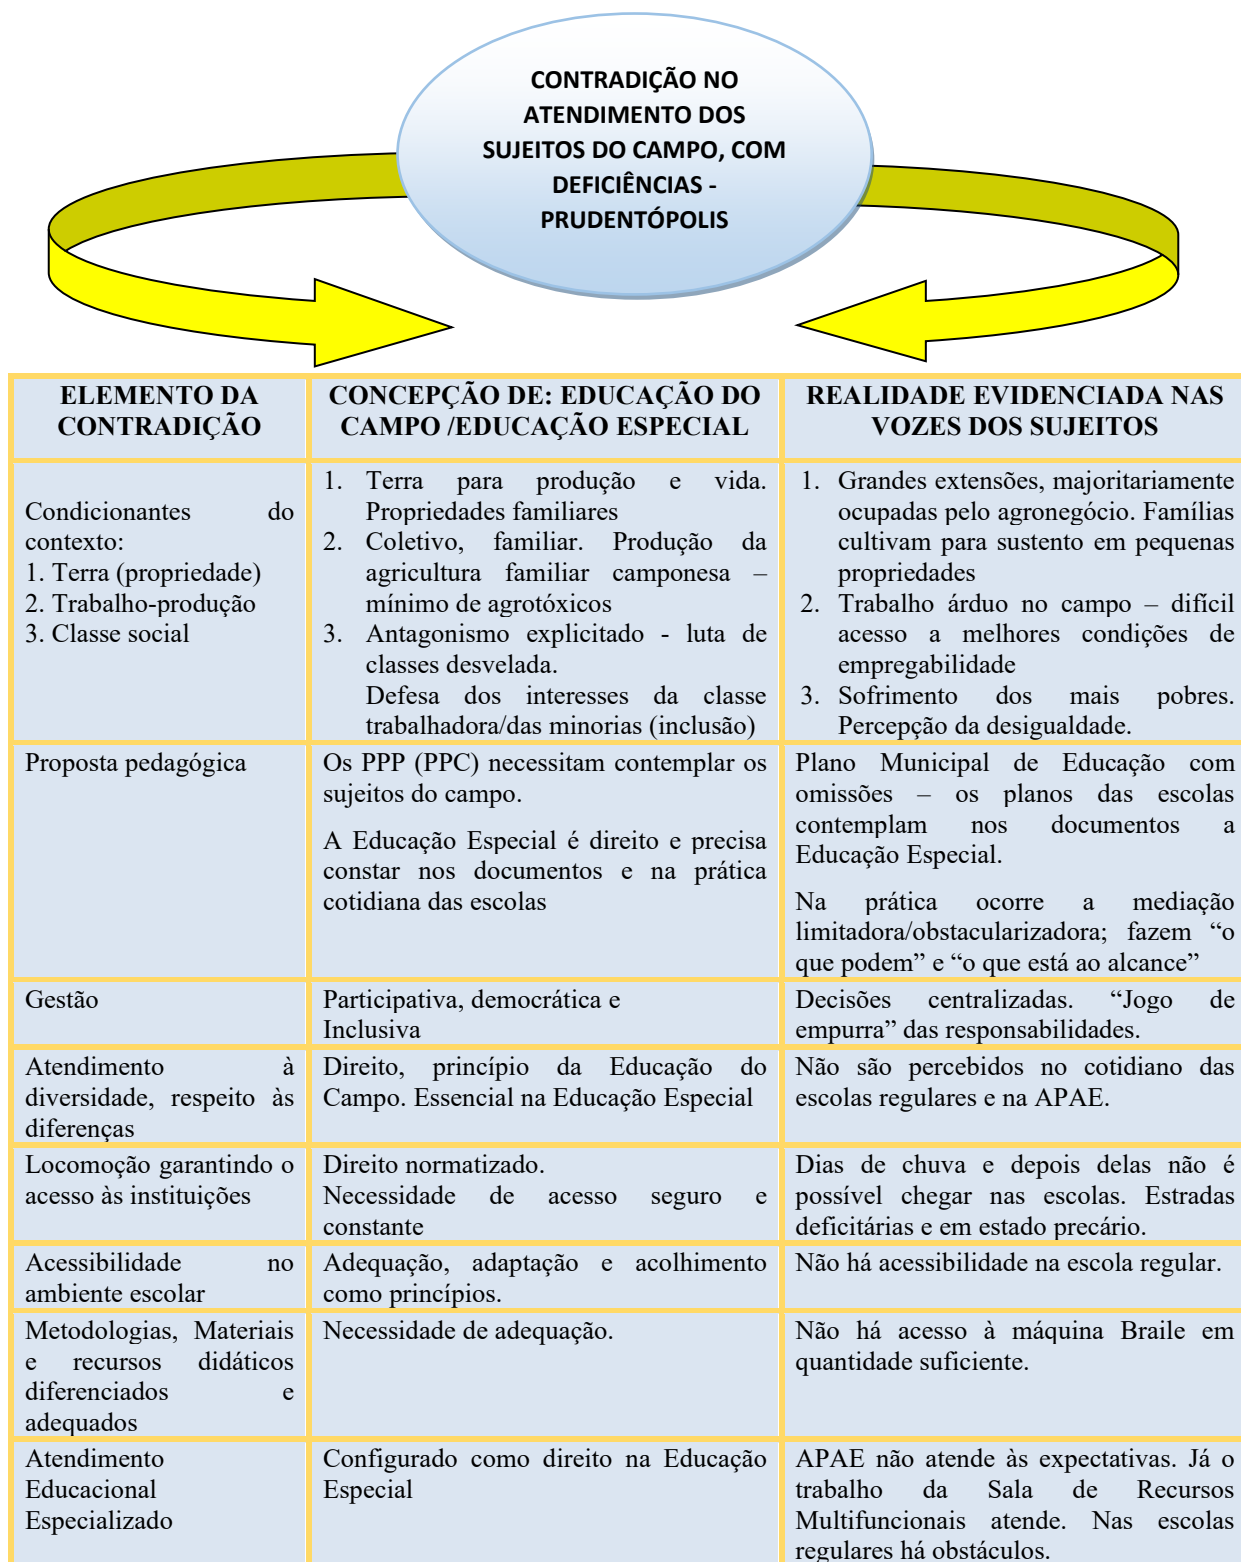 CONTRADIÇÃO NO
ATENDIMENTO DOS
SUJEITOS DO CAMPO, COM
DEFICIÊNCIAS -
PRUDENTÓPOLIS
ELEMENTO DA
CONTRADIÇÃO
CONCEPÇÃO DE: EDUCAÇÃO DO
CAMPO /EDUCAÇÃO ESPECIAL
REALIDADE EVIDENCIADA NAS
VOZES DOS SUJEITOS
Condicionantes do
contexto:
1. Terra (propriedade)
2. Trabalho-produção
3. Classe social
1. Terra para produção e vida.
Propriedades familiares
2. Coletivo, familiar. Produção da
agricultura familiar camponesa –
mínimo de agrotóxicos
3. Antagonismo explicitado - luta de
classes desvelada.
Defesa dos interesses da classe
trabalhadora/das minorias (inclusão)
1. Grandes extensões, majoritariamente
ocupadas pelo agronegócio. Famílias
cultivam para sustento em pequenas
propriedades
2. Trabalho árduo no campo – difícil
acesso a melhores condições de
empregabilidade
3. Sofrimento dos mais pobres.
Percepção da desigualdade.
Proposta pedagógica
Os PPP (PPC) necessitam contemplar os
sujeitos do campo.
A Educação Especial é direito e precisa
constar nos documentos e na prática
cotidiana das escolas
Plano Municipal de Educação com
omissões – os planos das escolas
contemplam nos documentos a
Educação Especial.
Na prática ocorre a mediação
limitadora/obstacularizadora; fazem “o
que podem” e “o que está ao alcance”
Gestão
Participativa, democrática e
Inclusiva
Decisões centralizadas. “Jogo de
empurra” das responsabilidades.
Atendimento à
diversidade, respeito às
diferenças
Direito, princípio da Educação do
Campo. Essencial na Educação Especial
Não são percebidos no cotidiano das
escolas regulares e na APAE.
Locomoção garantindo o
acesso às instituições
Direito normatizado.
Necessidade de acesso seguro e
constante
Dias de chuva e depois delas não é
possível chegar nas escolas. Estradas
deficitárias e em estado precário.
Acessibilidade no
ambiente escolar
Adequação, adaptação e acolhimento
como princípios.
Não há acessibilidade na escola regular.
Metodologias, Materiais
e recursos didáticos
diferenciados e
adequados
Necessidade de adequação.
Não há acesso à máquina Braile em
quantidade suficiente.
Atendimento
Educacional
Especializado
Configurado como direito na Educação
Especial
APAE não atende às expectativas. Já o
trabalho da Sala de Recursos
Multifuncionais atende. Nas escolas
regulares há obstáculos.